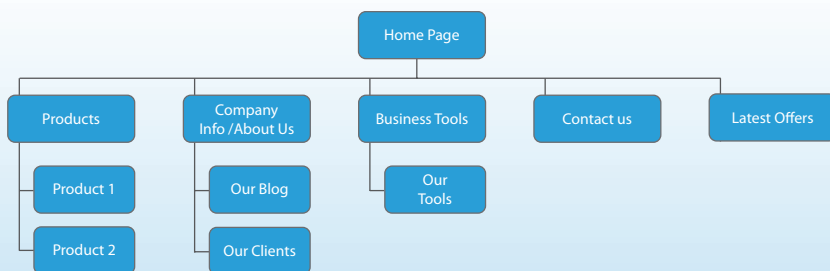 Home Page
Products
Company
Info /About Us
Business Tools
Contact us
Latest Offers
Product 1
Our Blog
Our
Tools
Product 2
Our Clients